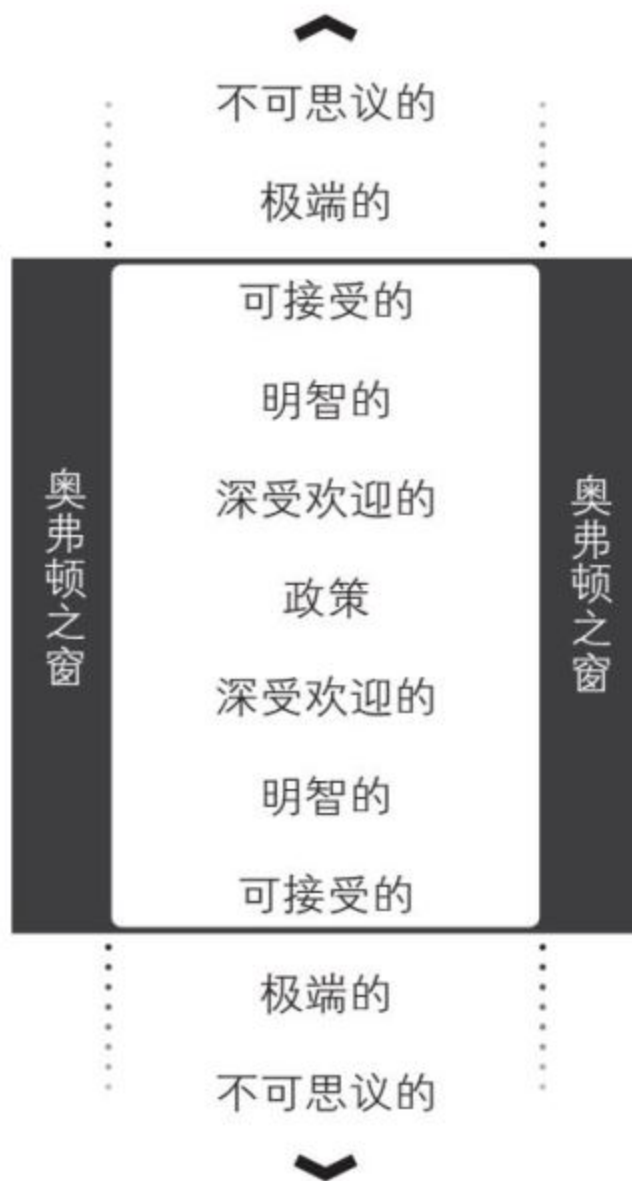 不可思议的
极端的
可接受的
明智的
深受欢迎的
政策
深受欢迎的
明智的
可接受的
极端的
不可思议的
奥弗顿之窗
奥弗顿之窗